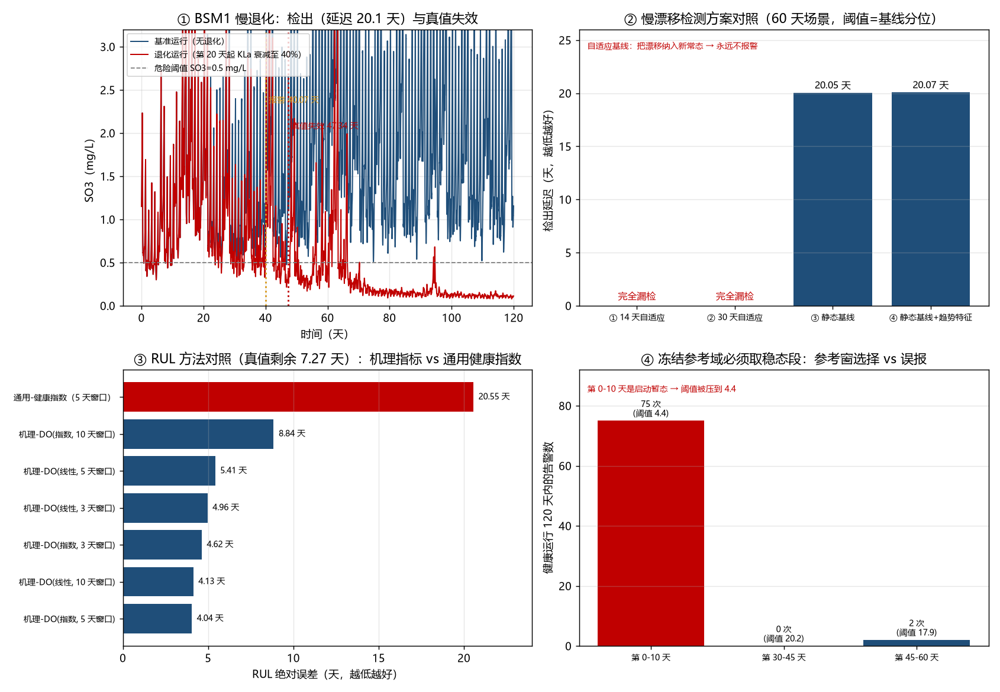 ① BSM1 慢退化：检出（延迟 20.1 天）与真值失效
基准运行（无退化）
退化运行（第 20 天起 KLa 衰减至 40%）
危险阈值 SO3=0.5 mg/L
报警 40.07 天
真值失效 47.34 天
SO3（mg/L）
3.0
2.5
2.0
1.5
1.0
0.5
0.0
0 20 40 60 80 100 120
时间（天）
② 慢漂移检测方案对照（60 天场景，阈值=基线分位）
自适应基线：把漂移纳入新常态 → 永远不报警
检出延迟（天，越低越好）
25
20
15
10
5
0
完全漏检
完全漏检
20.05 天
20.07 天
① 14 天自适应
② 30 天自适应
③ 静态基线
④ 静态基线+趋势特征
③ RUL 方法对照（真值剩余 7.27 天）：机理指标 vs 通用健康指数
通用-健康指数（5 天窗口） 20.55 天
机理-DO(指数, 10 天窗口) 8.84 天
机理-DO(线性, 5 天窗口) 5.41 天
机理-DO(线性, 3 天窗口) 4.96 天
机理-DO(指数, 3 天窗口) 4.62 天
机理-DO(线性, 10 天窗口) 4.13 天
机理-DO(指数, 5 天窗口) 4.04 天
0 5 10 15 20
RUL 绝对误差（天，越低越好）
④ 冻结参考域必须取稳态段：参考窗选择 vs 误报
第 0-10 天是启动暂态 → 阈值被压到 4.4
健康运行 120 天内的告警数
80
60
40
20
0
75 次
(阈值 4.4)
0 次
(阈值 20.2)
2 次
(阈值 17.9)
第 0-10 天
第 30-45 天
第 45-60 天